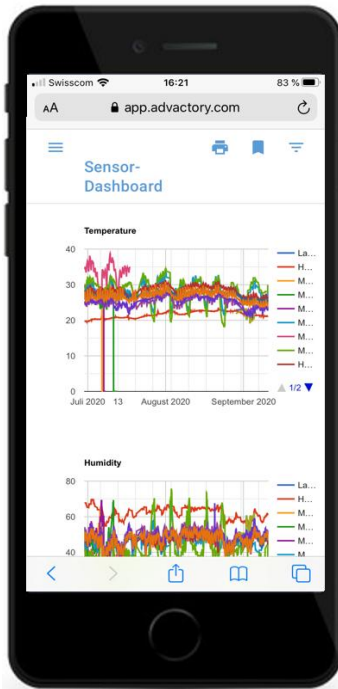 Swisscom
16:21
83 %
AA
app.advactory.com
Sensor-
Dashboard
Temperature
40
30
20
10
0
Juli 2020
13
August 2020
September 2020
La...
H...
M...
M...
M...
M...
M...
M...
H...
1/2
Humidity
80
60
40
La...
H...
M...
M...
M...
M...
M